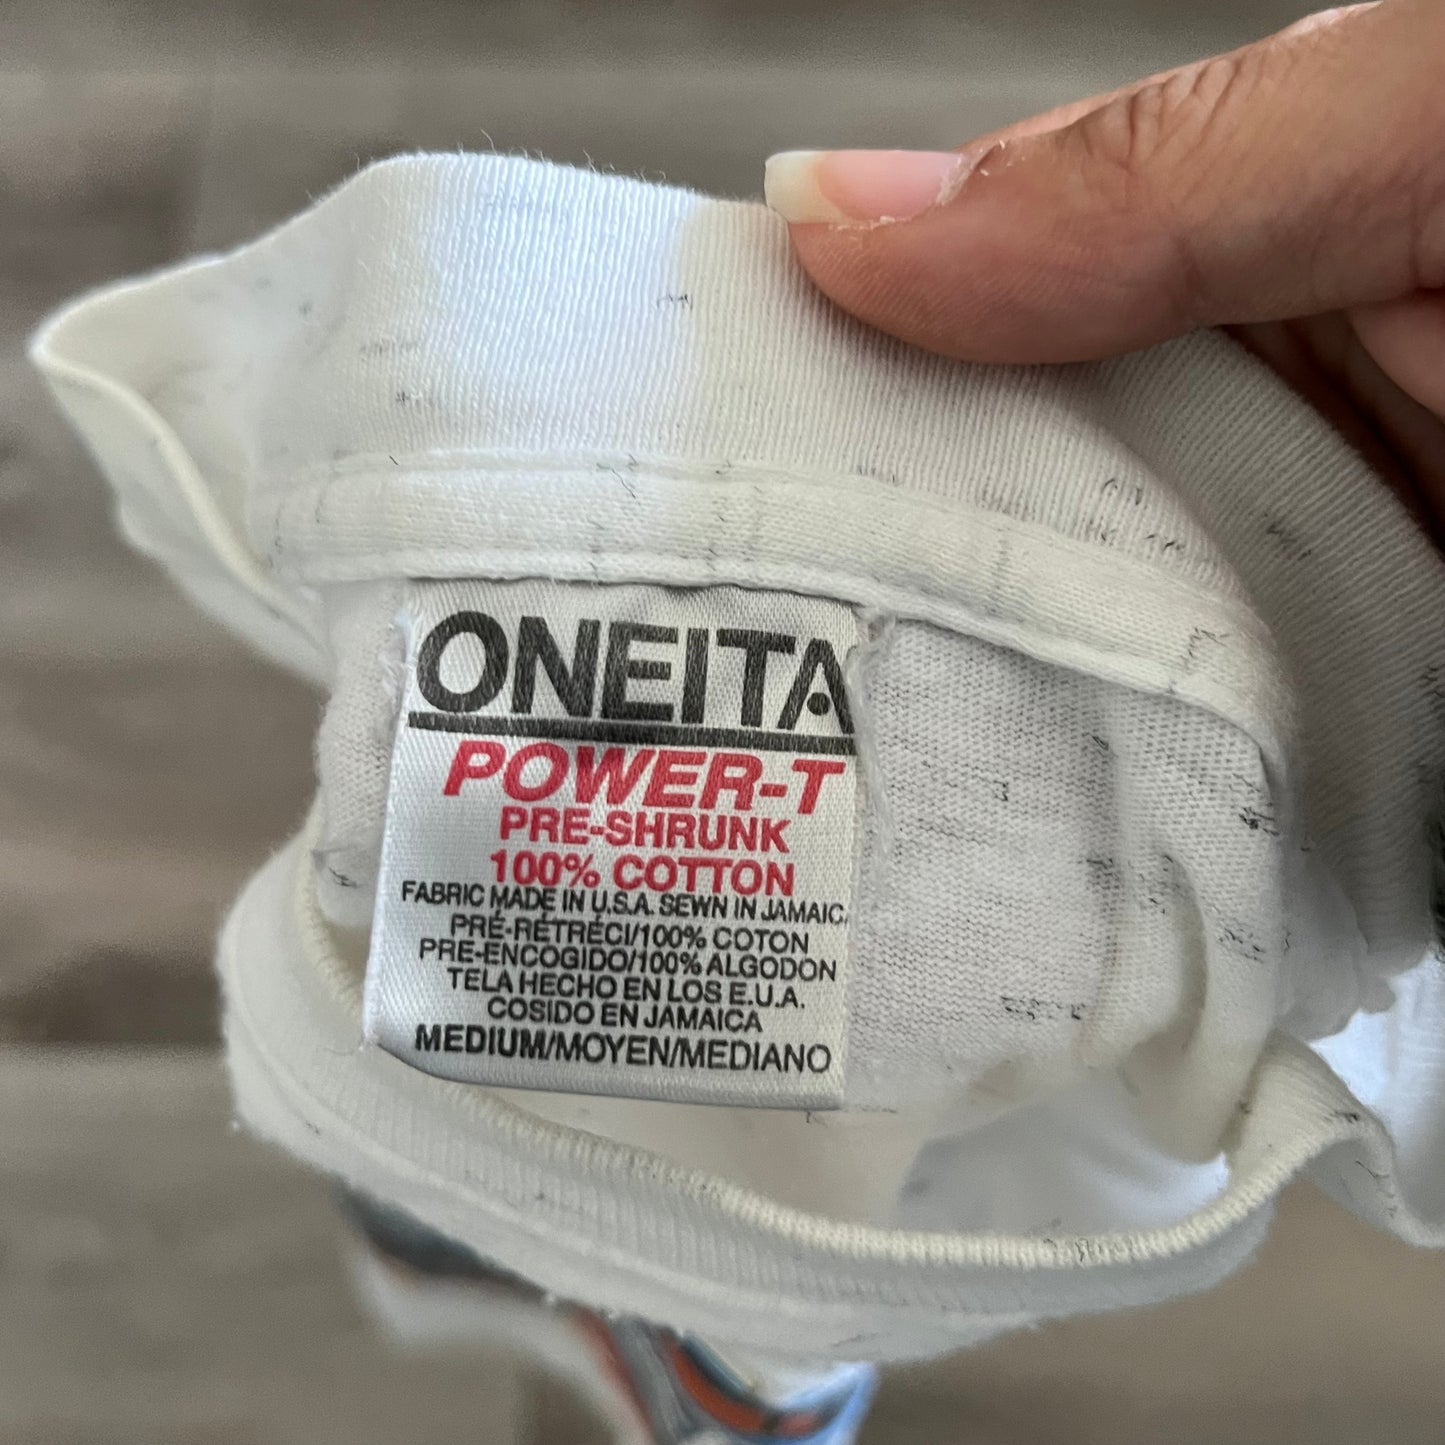 ONEITA
POWER-T
PRE-SHRUNK
100% COTTON
FABRIC MADE IN U.S.A. SEWN IN JAMAIC
PRÉ-RÉTRÉCI/100% COTON
PRE-ENCOGIDO/100% ALGODON
TELA HECHO EN LOS E.U.A.
COSIDO EN JAMAICA
MEDIUM/MOYEN/MEDIANO